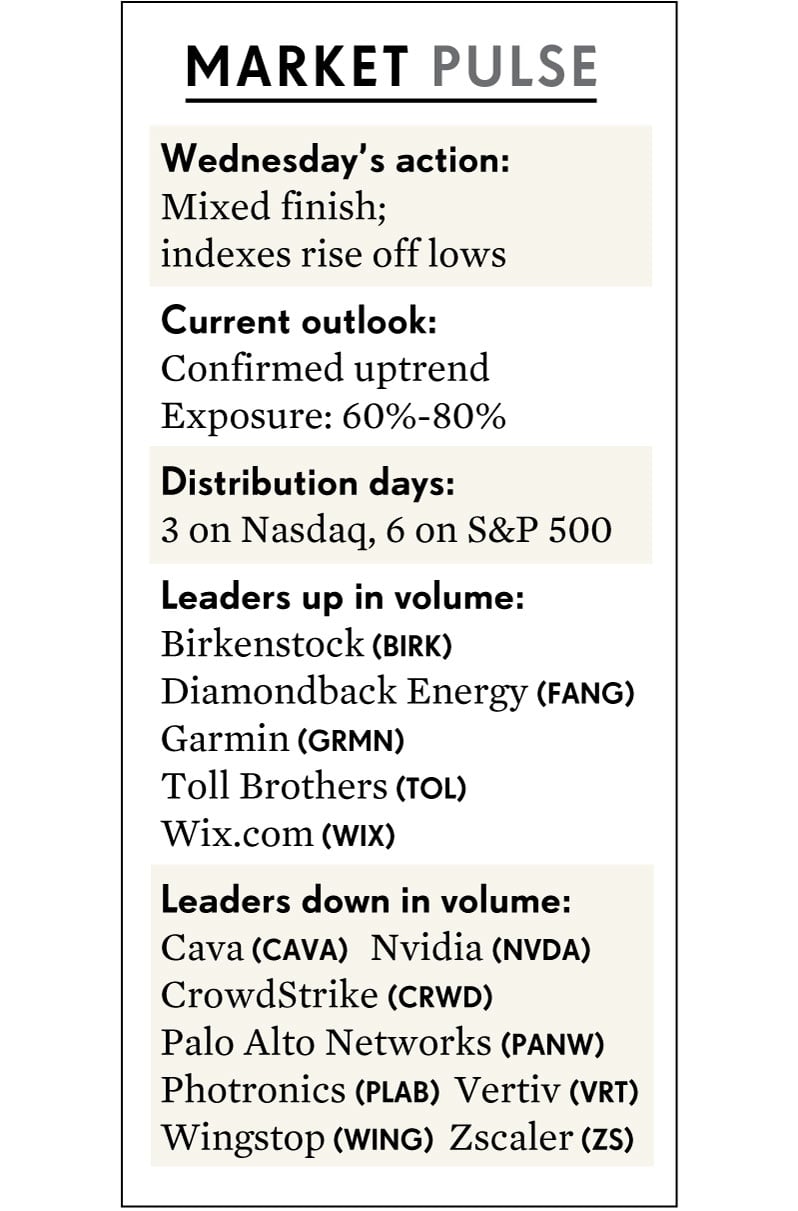 MARKET PULSE
Wednesday's action:
Mixed finish;
indexes rise off lows
Current outlook:
Confirmed uptrend
Exposure: 60%-80%
Distribution days:
3 on Nasdaq, 6 on S&P 500
Leaders up in volume:
Birkenstock (BIRK)
Diamondback Energy (FANG)
Garmin (GRMN)
Toll Brothers (TOL)
Wix.com (WIX)
Leaders down in volume:
Cava (CAVA) Nvidia (NVDA)
CrowdStrike (CRWD)
Palo Alto Networks (PANW)
Photronics (PLAB) Vertiv (VRT)
Wingstop (WING) Zscaler (ZS)